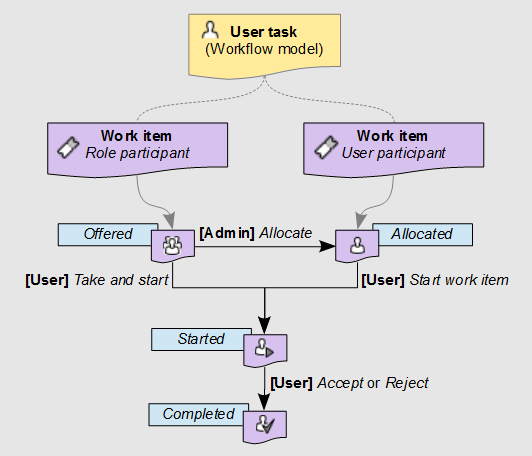 User task
(Workflow model)
Work item
Role participant
Work item
User participant
Offered
[Admin] Allocate
Allocated
[User] Take and start
[User] Start work item
Started
[User] Accept or Reject
Completed